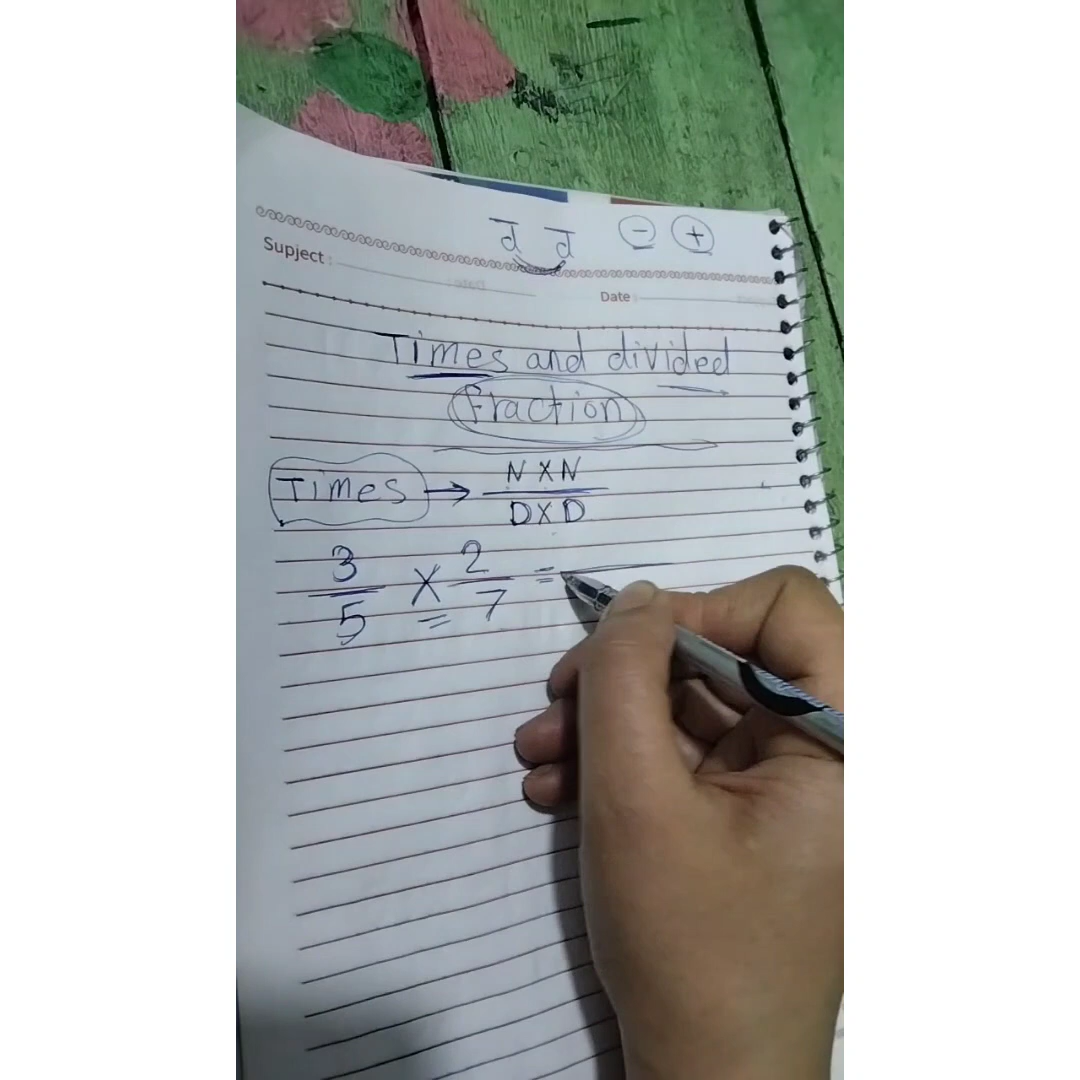 d d - +
Supject :
Date :
Times and divided
fraction
Times → N X N
D X D
3 2
X =
5 7